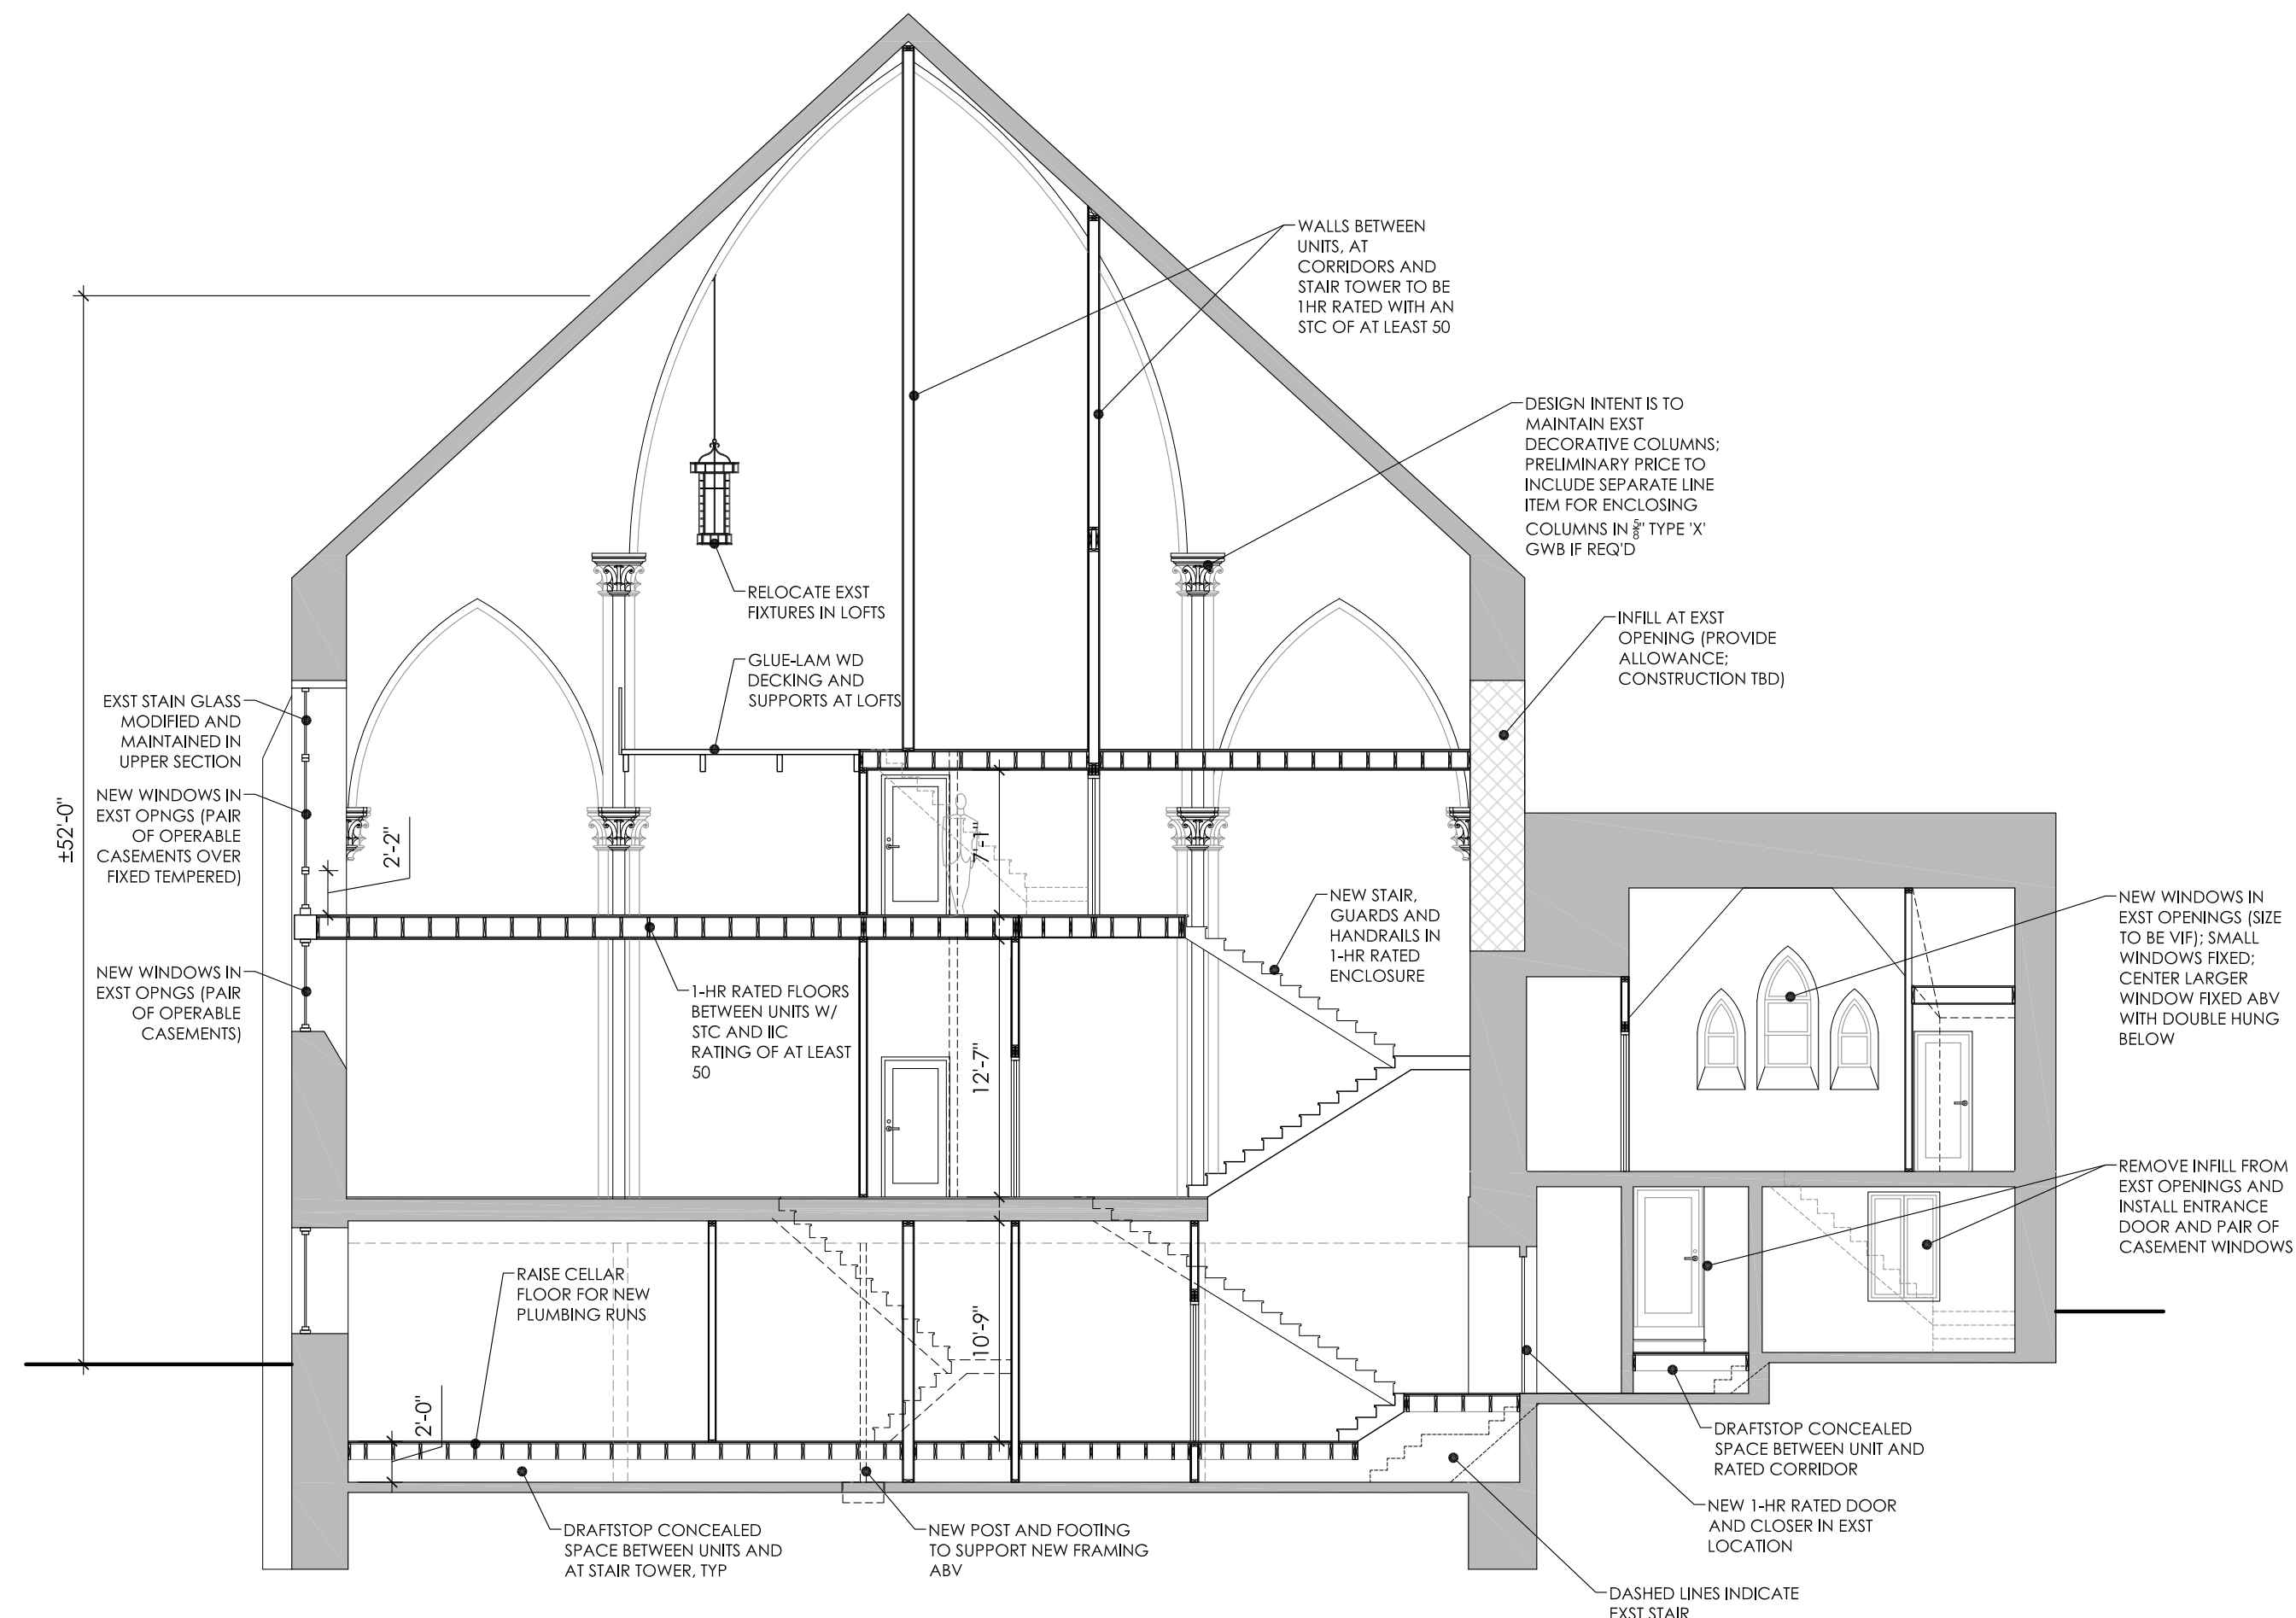 WALLS BETWEEN
UNITS, AT
CORRIDORS AND
STAIR TOWER TO BE
1HR RATED WITH AN
STC OF AT LEAST 50
DESIGN INTENT IS TO
MAINTAIN EXST
DECORATIVE COLUMNS;
PRELIMINARY PRICE TO
INCLUDE SEPARATE LINE
ITEM FOR ENCLOSING
COLUMNS IN 5/8" TYPE 'X'
GWB IF REQ'D
RELOCATE EXST
FIXTURES IN LOFTS
INFILL AT EXST
OPENING (PROVIDE
ALLOWANCE;
CONSTRUCTION TBD)
GLUE-LAM WD
DECKING AND
SUPPORTS AT LOFTS
EXST STAIN GLASS
MODIFIED AND
MAINTAINED IN
UPPER SECTION
NEW WINDOWS IN
EXST OPNGS (PAIR
OF OPERABLE
CASEMENTS OVER
FIXED TEMPERED)
±52'-0"
2'-2"
7'-1"
NEW STAIR,
GUARDS AND
HANDRAILS IN
1-HR RATED
ENCLOSURE
NEW WINDOWS IN
EXST OPENINGS (SIZE
TO BE VIF); SMALL
WINDOWS FIXED;
CENTER LARGER
WINDOW FIXED ABV
WITH DOUBLE HUNG
BELOW
NEW WINDOWS IN
EXST OPNGS (PAIR
OF OPERABLE
CASEMENTS)
1-HR RATED FLOORS
BETWEEN UNITS W/
STC AND IIC
RATING OF AT LEAST
50
12'-7"
REMOVE INFILL FROM
EXST OPENINGS AND
INSTALL ENTRANCE
DOOR AND PAIR OF
CASEMENT WINDOWS
RAISE CELLAR
FLOOR FOR NEW
PLUMBING RUNS
10'-9"
2'-0"
DRAFTSTOP CONCEALED
SPACE BETWEEN UNIT AND
RATED CORRIDOR
NEW 1-HR RATED DOOR
AND CLOSER IN EXST
LOCATION
DRAFTSTOP CONCEALED
SPACE BETWEEN UNITS AND
AT STAIR TOWER, TYP
NEW POST AND FOOTING
TO SUPPORT NEW FRAMING
ABV
DASHED LINES INDICATE
EXST STAIR